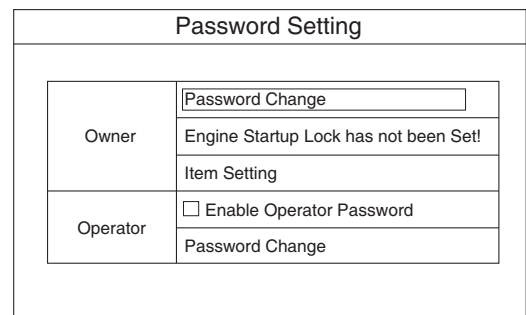 Password Setting
Owner
Password Change
Engine Startup Lock has not been Set!
Item Setting
Operator
Enable Operator Password
Password Change